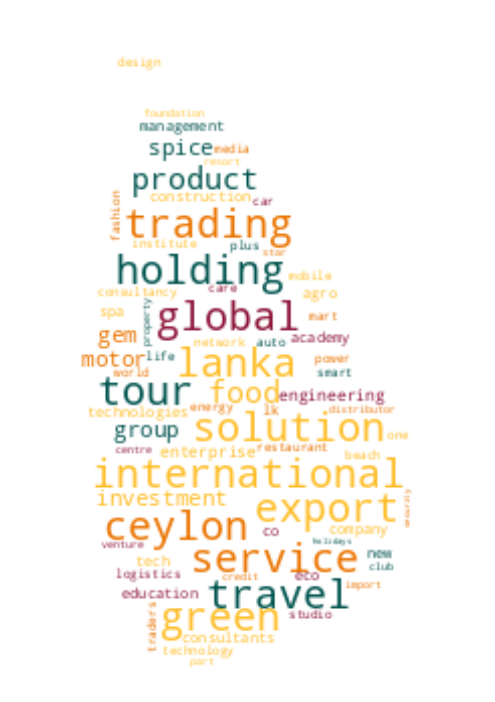 design
foundation
management
spice media
resort
product
construction car
fashion
trading
institute plus
star
holding
mobile
care
consultancy agro
spa
property
global mart
gem academy
network auto
motor life lanka power
world smart
tour food engineering
technologies energy lk distributor
group solution one
centre enterprise restaurant
beach
international
investment
export security
ceylon co company
holidays
venture service new
tech club
logistics credit eco
import
education travel
traders green studio
consultants
technology
part